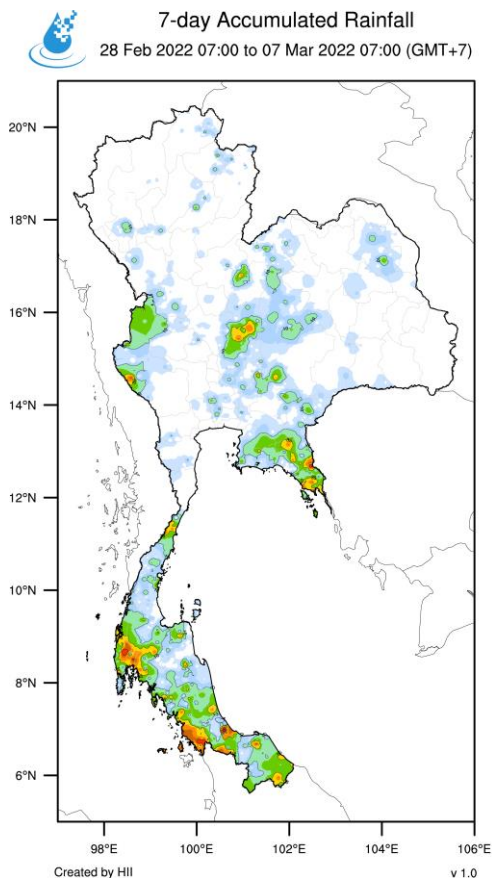 7-day Accumulated Rainfall
28 Feb 2022 07:00 to 07 Mar 2022 07:00 (GMT+7)
20°N
18°N
16°N
14°N
12°N
10°N
8°N
6°N
98°E 100°E 102°E 104°E 106°E
Created by HII v 1.0